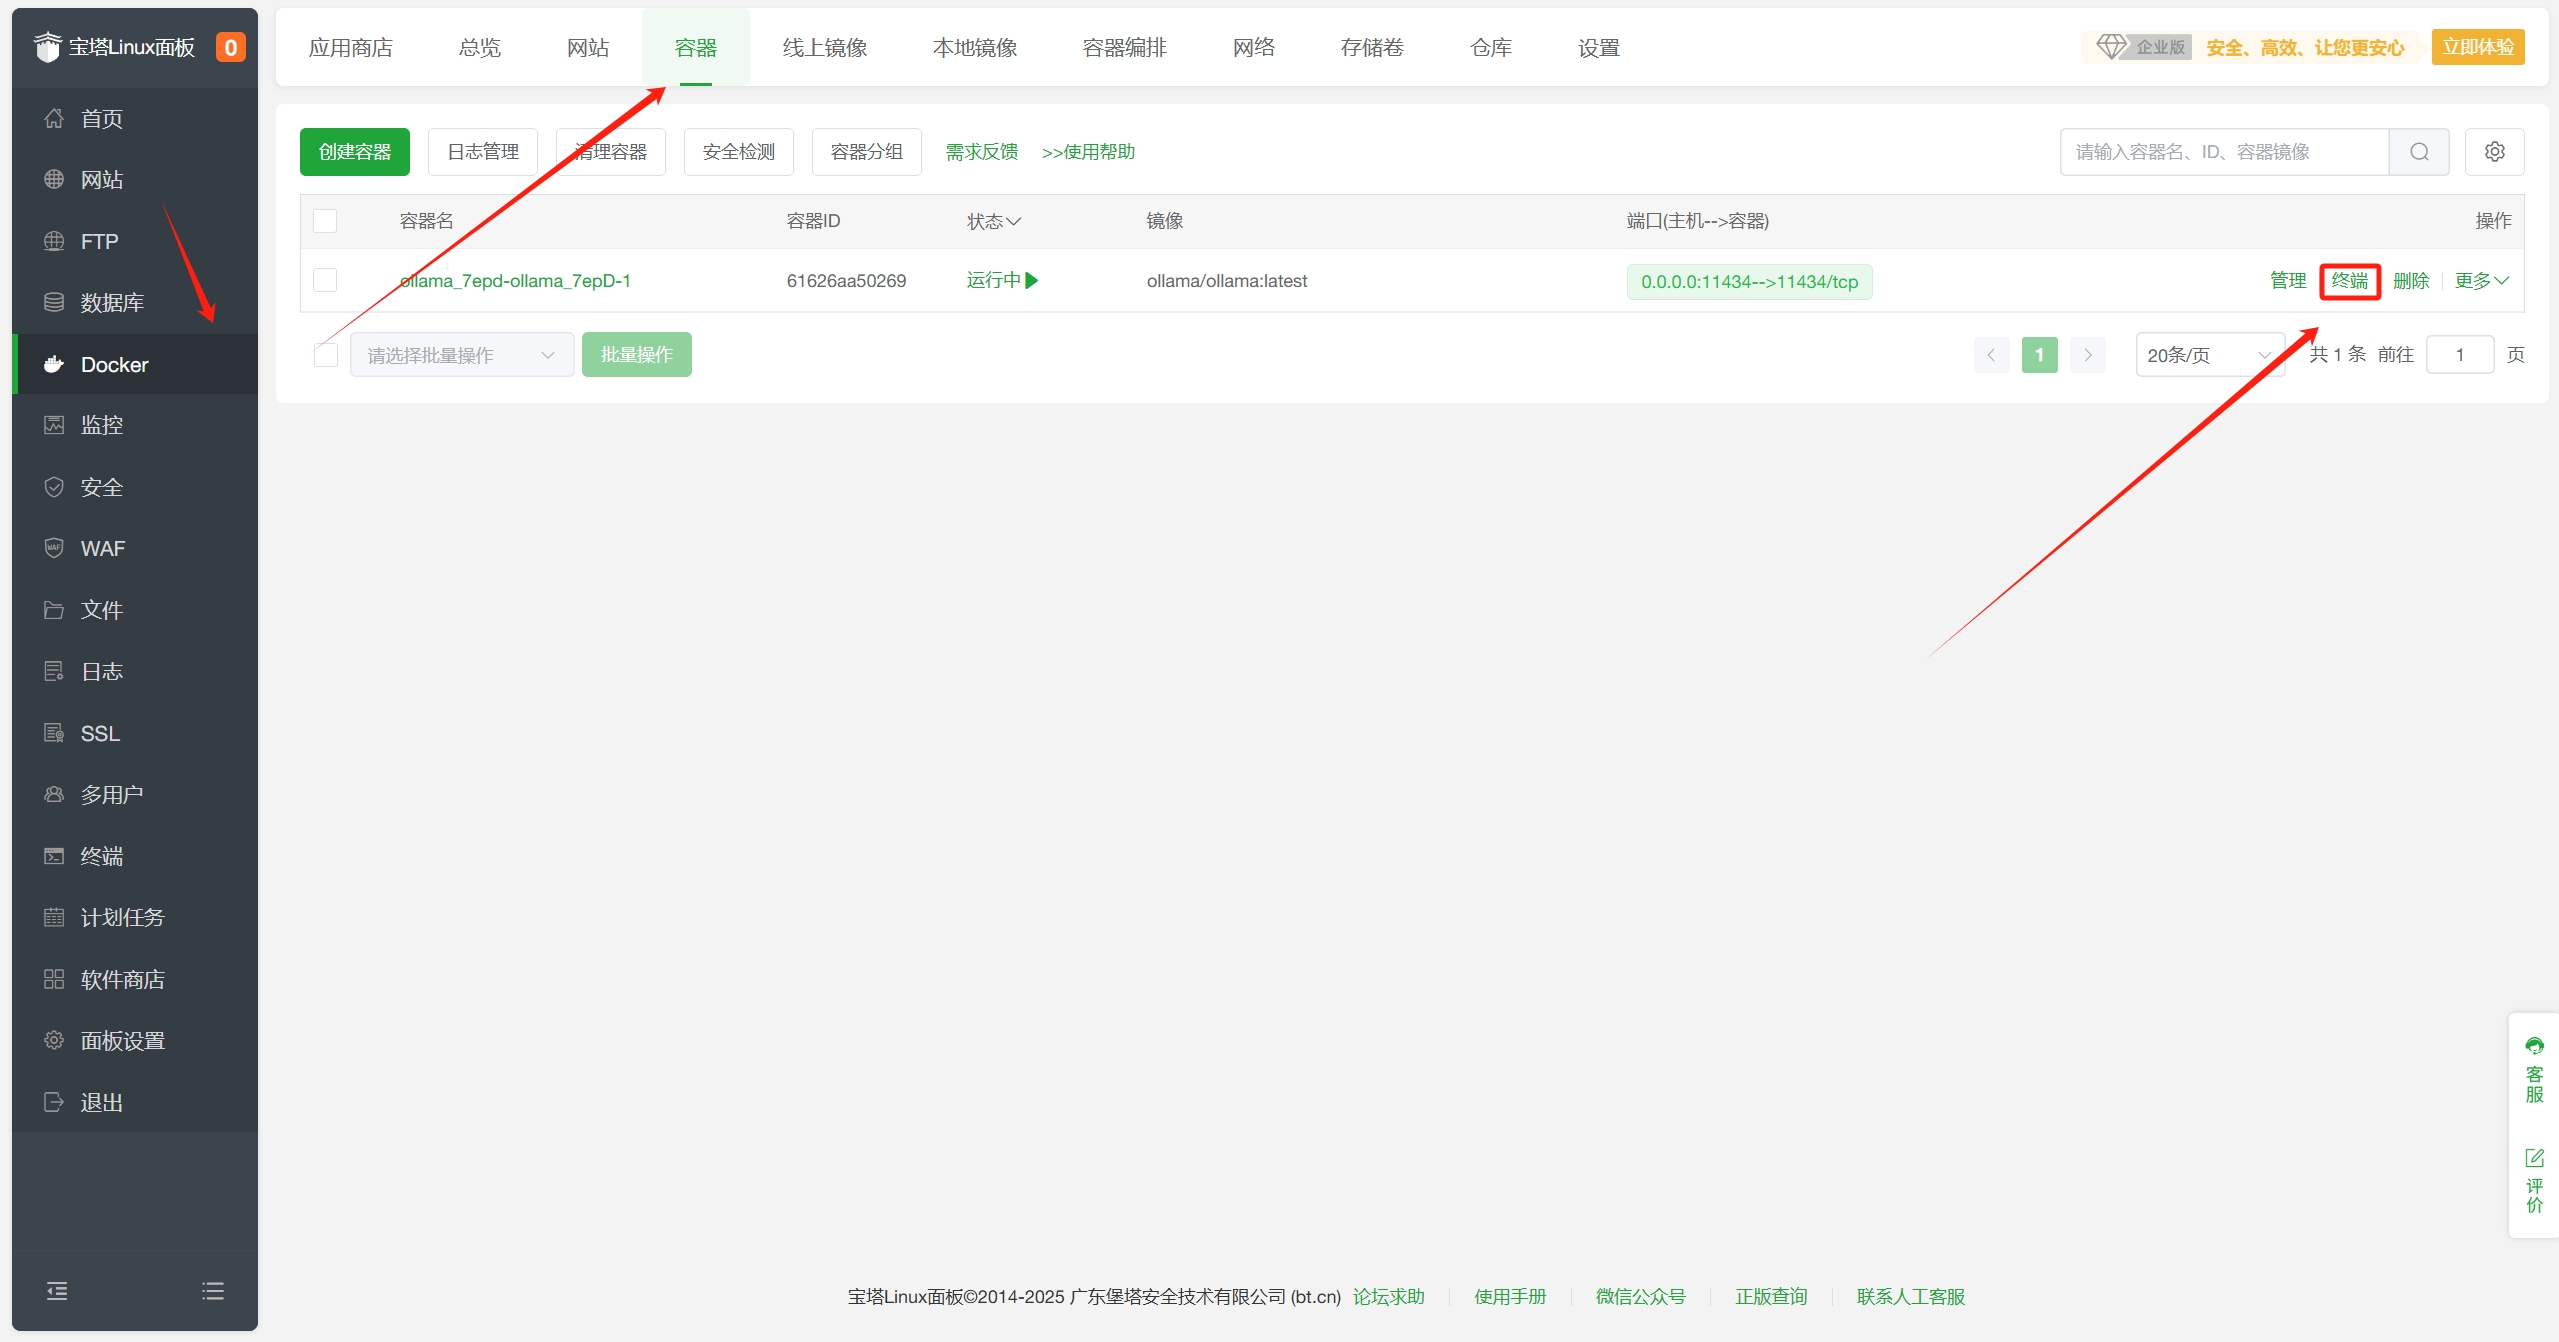 宝塔Linux面板 0
首页
网站
FTP
数据库
Docker
监控
安全
WAF
文件
日志
SSL
多用户
终端
计划任务
软件商店
面板设置
退出
应用商店 总览 网站 容器 线上镜像 本地镜像 容器编排 网络 存储卷 仓库 设置
企业版 安全、高效、让您更安心 立即体验
创建容器 日志管理 清理容器 安全检测 容器分组 需求反馈 >>使用帮助 请输入容器名、ID、容器镜像
容器名 容器ID 状态 镜像 端口(主机-->容器) 操作
ollama_7epd-ollama_7epD-1 61626aa50269 运行中 ollama/ollama:latest 0.0.0.0:11434-->11434/tcp 管理 终端 删除 更多
请选择批量操作 批量操作 1 20条/页 共 1 条 前往 1 页
客服
评价
宝塔Linux面板©2014-2025 广东堡塔安全技术有限公司 (bt.cn) 论坛求助 使用手册 微信公众号 正版查询 联系人工客服